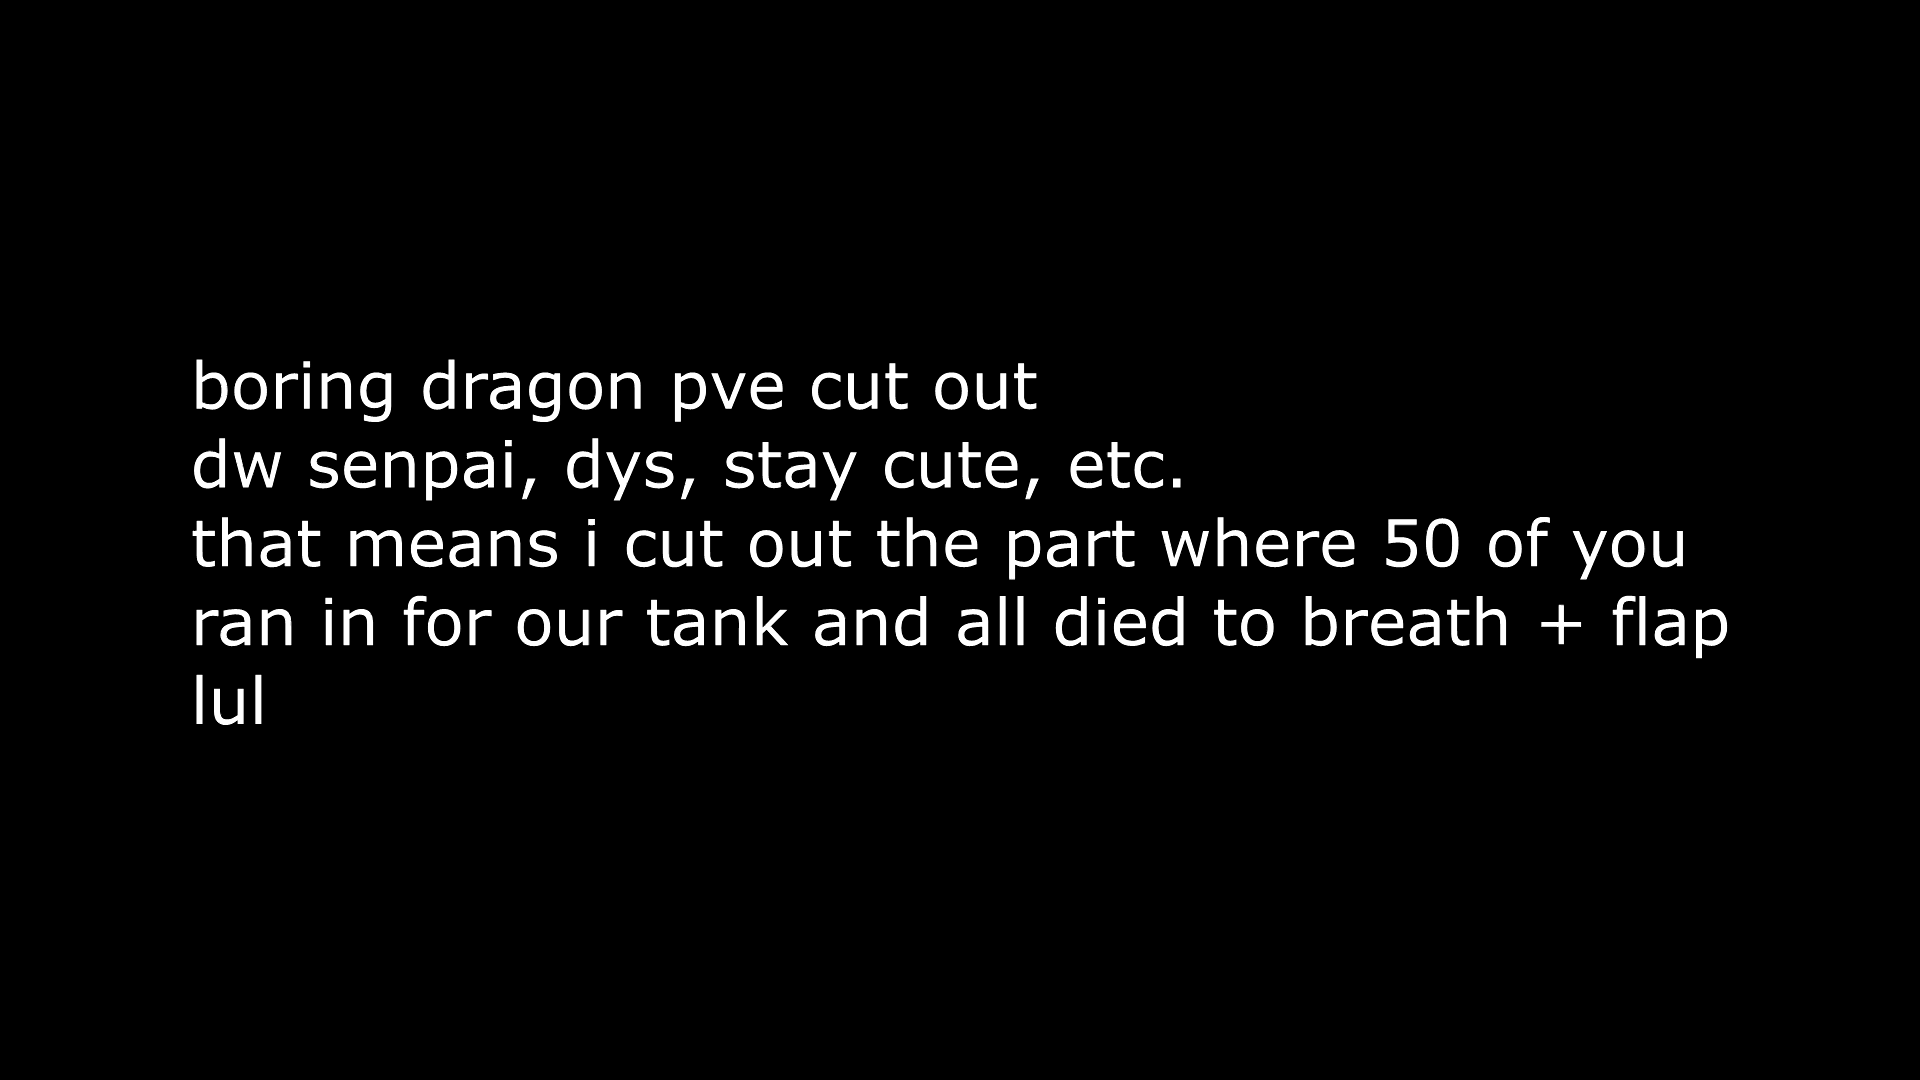 boring dragon pve cut out
dw senpai, dys, stay cute, etc.
that means i cut out the part where 50 of you
ran in for our tank and all died to breath + flap
lul